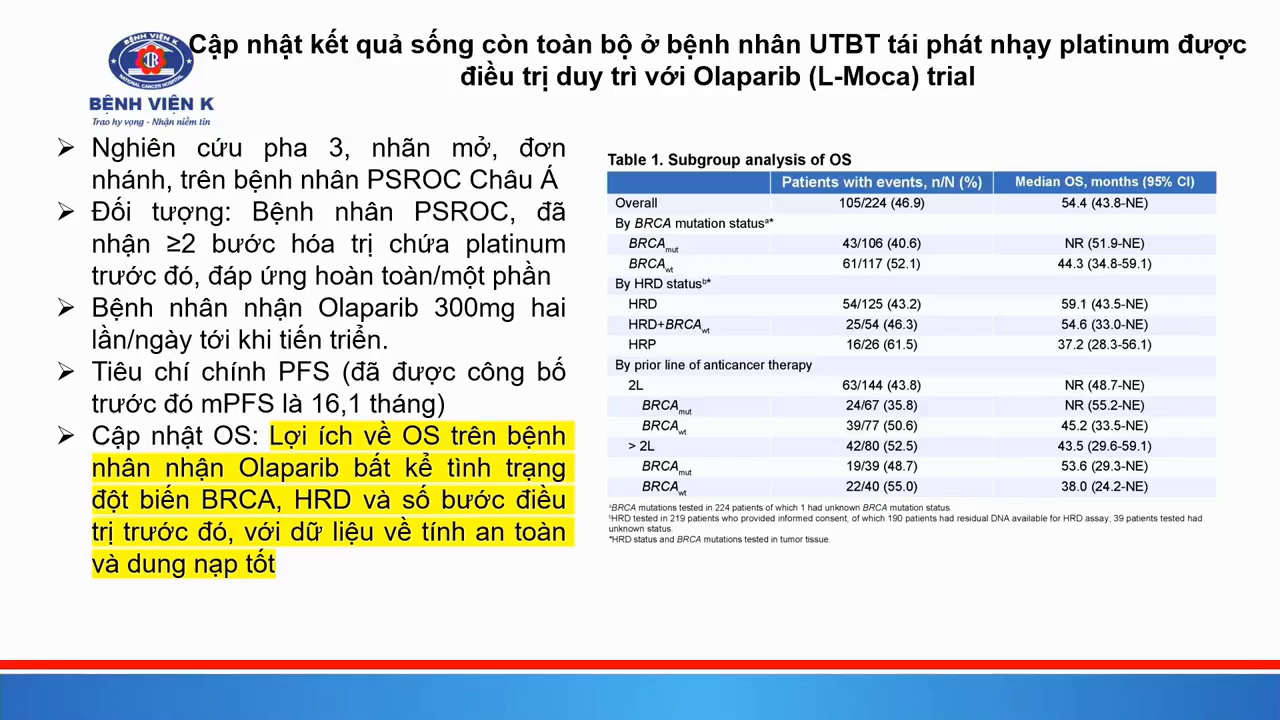 Cập nhật kết quả sống còn toàn bộ ở bệnh nhân UTBT tái phát nhạy platinum được
điều trị duy trì với Olaparib (L-Moca) trial
NATIONAL CANCER HOSPITAL
BỆNH VIỆN K
Trao hy vọng - Nhận niềm tin
➢ Nghiên cứu pha 3, nhãn mở, đơn
nhánh, trên bệnh nhân PSROC Châu Á
➢ Đối tượng: Bệnh nhân PSROC, đã
nhận ≥2 bước hóa trị chứa platinum
trước đó, đáp ứng hoàn toàn/một phần
➢ Bệnh nhân nhận Olaparib 300mg hai
lần/ngày tới khi tiến triển.
➢ Tiêu chí chính PFS (đã được công bố
trước đó mPFS là 16,1 tháng)
➢ Cập nhật OS: Lợi ích về OS trên bệnh
nhân nhận Olaparib bất kể tình trạng
đột biến BRCA, HRD và số bước điều
trị trước đó, với dữ liệu về tính an toàn
và dung nạp tốt
Table 1. Subgroup analysis of OS
Patients with events, n/N (%) Median OS, months (95% CI)
Overall 105/224 (46.9) 54.4 (43.8-NE)
By BRCA mutation statusᵃ*
BRCAmut 43/106 (40.6) NR (51.9-NE)
BRCAwt 61/117 (52.1) 44.3 (34.8-59.1)
By HRD statusᵇ*
HRD 54/125 (43.2) 59.1 (43.5-NE)
HRD+BRCAwt 25/54 (46.3) 54.6 (33.0-NE)
HRP 16/26 (61.5) 37.2 (28.3-56.1)
By prior line of anticancer therapy
2L 63/144 (43.8) NR (48.7-NE)
BRCAmut 24/67 (35.8) NR (55.2-NE)
BRCAwt 39/77 (50.6) 45.2 (33.5-NE)
> 2L 42/80 (52.5) 43.5 (29.6-59.1)
BRCAmut 19/39 (48.7) 53.6 (29.3-NE)
BRCAwt 22/40 (55.0) 38.0 (24.2-NE)
ᵃBRCA mutations tested in 224 patients of which 1 had unknown BRCA mutation status.
ᵇHRD tested in 219 patients who provided informed consent, of which 190 patients had residual DNA available for HRD assay; 39 patients tested had
unknown status.
*HRD status and BRCA mutations tested in tumor tissue.